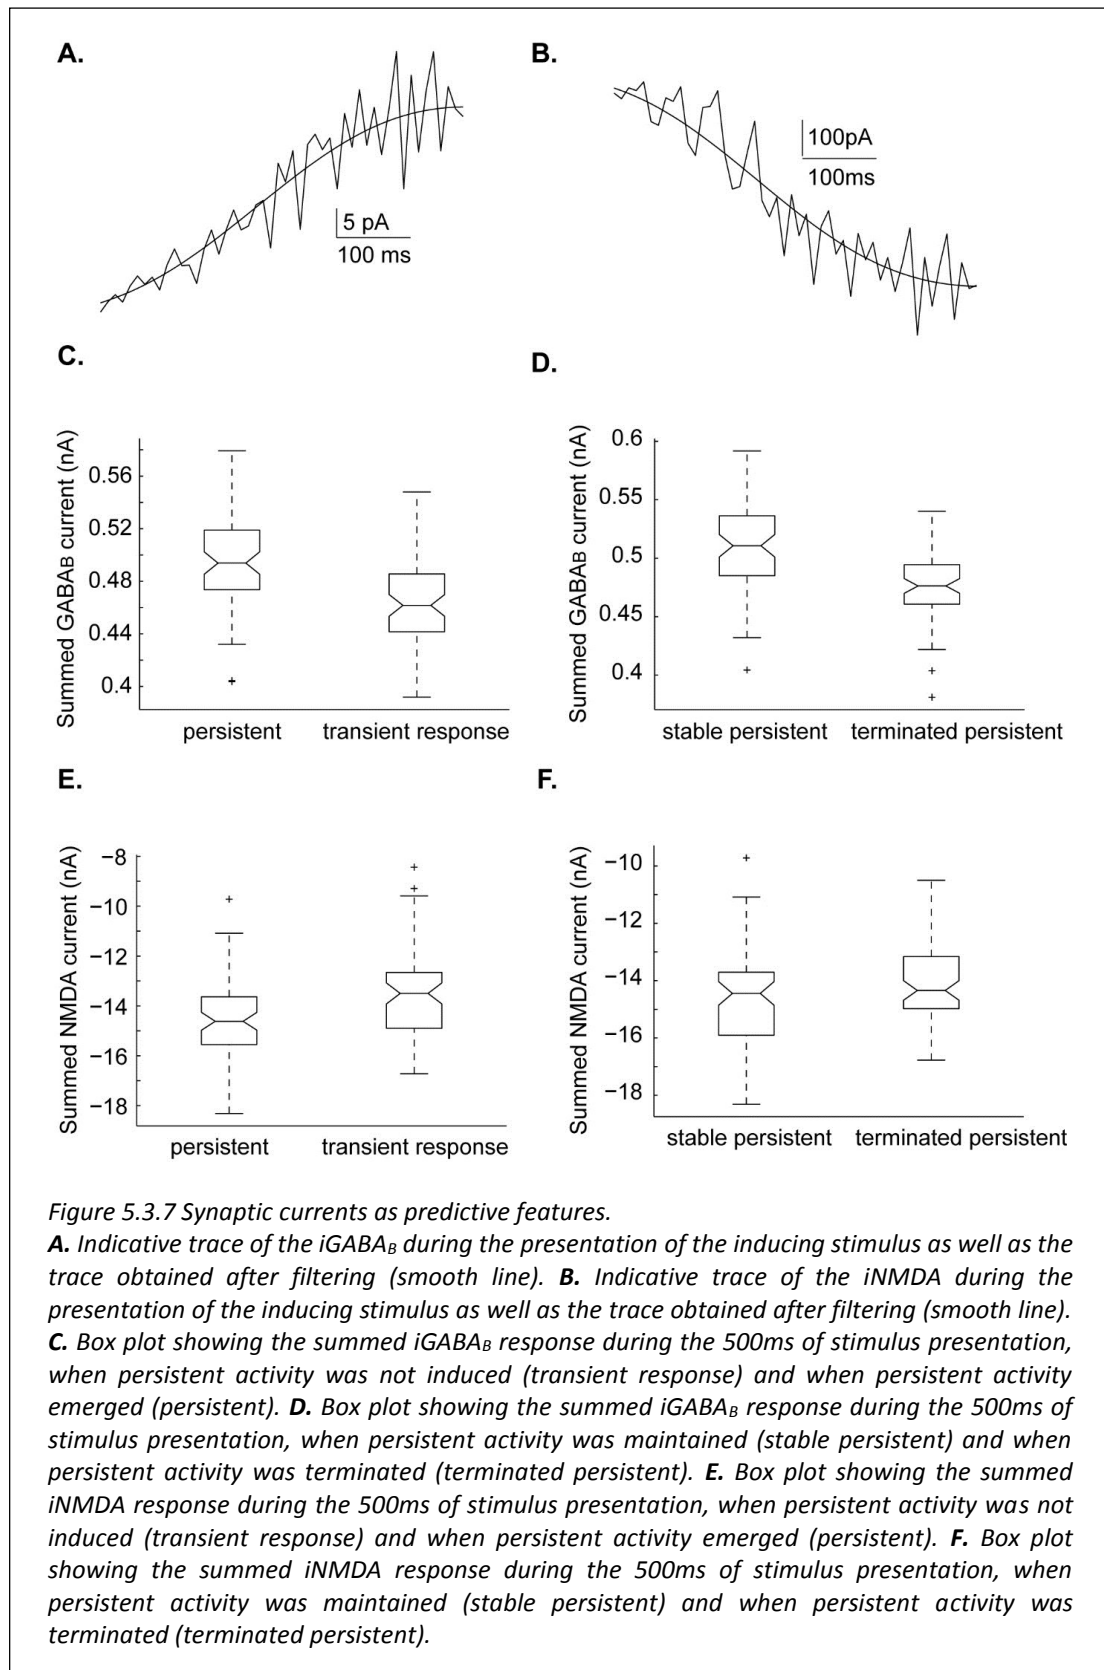 A.
B.
5 pA
100 ms
100pA
100ms
C.
D.
Summed GABAB current (nA)
0.56
0.52
0.48
0.44
0.4
persistent
transient response
Summed GABAB current (nA)
0.6
0.55
0.5
0.45
0.4
stable persistent
terminated persistent
E.
F.
Summed NMDA current (nA)
−8
−10
−12
−14
−16
−18
persistent
transient response
Summed NMDA current (nA)
−10
−12
−14
−16
−18
stable persistent
terminated persistent
Figure 5.3.7 Synaptic currents as predictive features.
A. Indicative trace of the iGABAB during the presentation of the inducing stimulus as well as the
trace obtained after filtering (smooth line). B. Indicative trace of the iNMDA during the
presentation of the inducing stimulus as well as the trace obtained after filtering (smooth line).
C. Box plot showing the summed iGABAB response during the 500ms of stimulus presentation,
when persistent activity was not induced (transient response) and when persistent activity
emerged (persistent). D. Box plot showing the summed iGABAB response during the 500ms of
stimulus presentation, when persistent activity was maintained (stable persistent) and when
persistent activity was terminated (terminated persistent). E. Box plot showing the summed
iNMDA response during the 500ms of stimulus presentation, when persistent activity was not
induced (transient response) and when persistent activity emerged (persistent). F. Box plot
showing the summed iNMDA response during the 500ms of stimulus presentation, when
persistent activity was maintained (stable persistent) and when persistent activity was
terminated (terminated persistent).